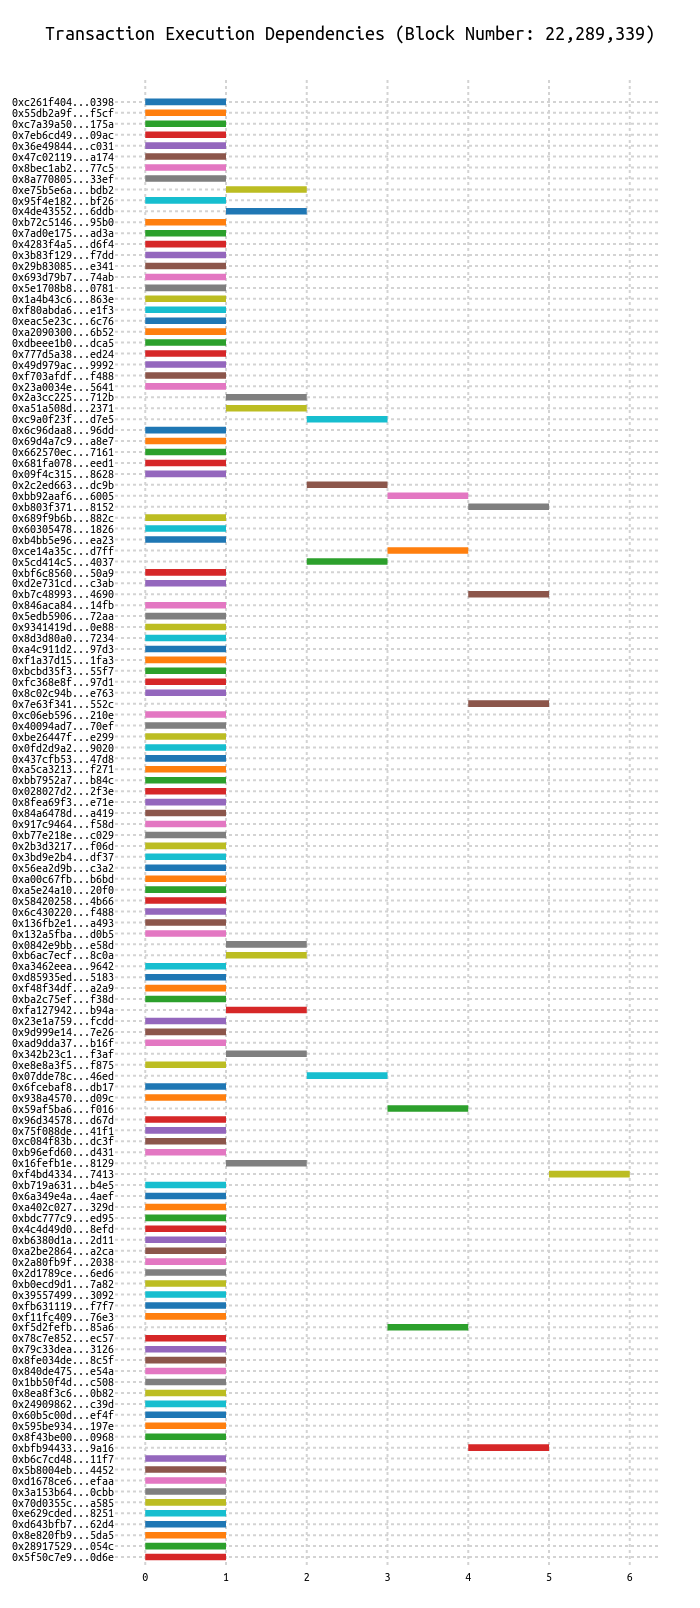 Transaction Execution Dependencies (Block Number: 22,289,339)
0xc261f404...0398
0x55db2a9f...f5cf
0xc7a39a50...175a
0x7eb6cd49...09ac
0x36e49844...c031
0x47c02119...a174
0x8bec1ab2...77c5
0x8a770805...33ef
0xe75b5e6a...bdb2
0x95f4e182...bf26
0x4de43552...6ddb
0xb72c5146...95b0
0x7ad0e175...ad3a
0x4283f4a5...d6f4
0x3b83f129...f7dd
0x29b83085...e341
0x693d79b7...74ab
0x5e1708b8...0781
0x1a4b43c6...863e
0xf80abda6...e1f3
0xeac5e23c...6c76
0xa2090300...6b52
0xdbeee1b0...dca5
0x777d5a38...ed24
0x49d979ac...9992
0xf703afdf...f488
0x23a0034e...5641
0x2a3cc225...712b
0xa51a508d...2371
0xc9a0f23f...d7e5
0x6c96daa8...96dd
0x69d4a7c9...a8e7
0x662570ec...7161
0x681fa078...eed1
0x09f4c315...8628
0x2c2ed663...dc9b
0xbb92aaf6...6005
0xb803f371...8152
0x689f9b6b...882c
0x60305478...1826
0xb4bb5e96...ea23
0xce14a35c...d7ff
0x5cd414c5...4037
0xbf6c8560...50a9
0xd2e731cd...c3ab
0xb7c48993...4690
0x846aca84...14fb
0x5edb5906...72aa
0x9341419d...0e88
0x8d3d80a0...7234
0xa4c911d2...97d3
0xf1a37d15...1fa3
0xbcbd35f3...55f7
0xfc368e8f...97d1
0x8c02c94b...e763
0x7e63f341...552c
0xc06eb596...210e
0x40094ad7...70ef
0xbe26447f...e299
0x0fd2d9a2...9020
0x437cfb53...47d8
0xa5ca3213...f271
0xbb7952a7...b84c
0x028027d2...2f3e
0x8fea69f3...e71e
0x84a6478d...a419
0x917c9464...f58d
0xb77e218e...c029
0x2b3d3217...f06d
0x3bd9e2b4...df37
0x56ea2d9b...c3a2
0xa00c67fb...b6bd
0xa5e24a10...20f0
0x58420258...4b66
0x6c430220...f488
0x136fb2e1...a493
0x132a5fba...d0b5
0x0842e9bb...e58d
0xb6ac7ecf...8c0a
0xa3462eea...9642
0xd85935ed...5183
0xf48f34df...a2a9
0xba2c75ef...f38d
0xfa127942...b94a
0x23e1a759...fcdd
0x9d999e14...7e26
0xad9dda37...b16f
0x342b23c1...f3af
0xe8e8a3f5...f875
0x07dde78c...46ed
0x6fcebaf8...db17
0x938a4570...d09c
0x59af5ba6...f016
0x96d34578...d67d
0x75f088de...41f1
0xc084f83b...dc3f
0xb96efd60...d431
0x16fefb1e...8129
0xf4bd4334...7413
0xb719a631...b4e5
0x6a349e4a...4aef
0xa402c027...329d
0xbdc777c9...ed95
0x4c4d49d0...8efd
0xb6380d1a...2d11
0xa2be2864...a2ca
0x2a80fb9f...2038
0x2d1789ce...6ed6
0xb0ecd9d1...7a82
0x39557499...3092
0xfb631119...f7f7
0xf11fc409...76e3
0xf5d2fefb...85a6
0x78c7e852...ec57
0x79c33dea...3126
0x8fe034de...8c5f
0x840de475...e54a
0x1bb50f4d...c508
0x8ea8f3c6...0b82
0x24909862...c39d
0x60b5c00d...ef4f
0x595be934...197e
0x8f43be00...0968
0xbfb94433...9a16
0xb6c7cd48...11f7
0x5b8004eb...4452
0xd1678ce6...efaa
0x3a153b64...0cbb
0x70d0355c...a585
0xe629cded...8251
0xd643bfb7...62d4
0x8e820fb9...5da5
0x28917529...054c
0x5f50c7e9...0d6e
0 1 2 3 4 5 6